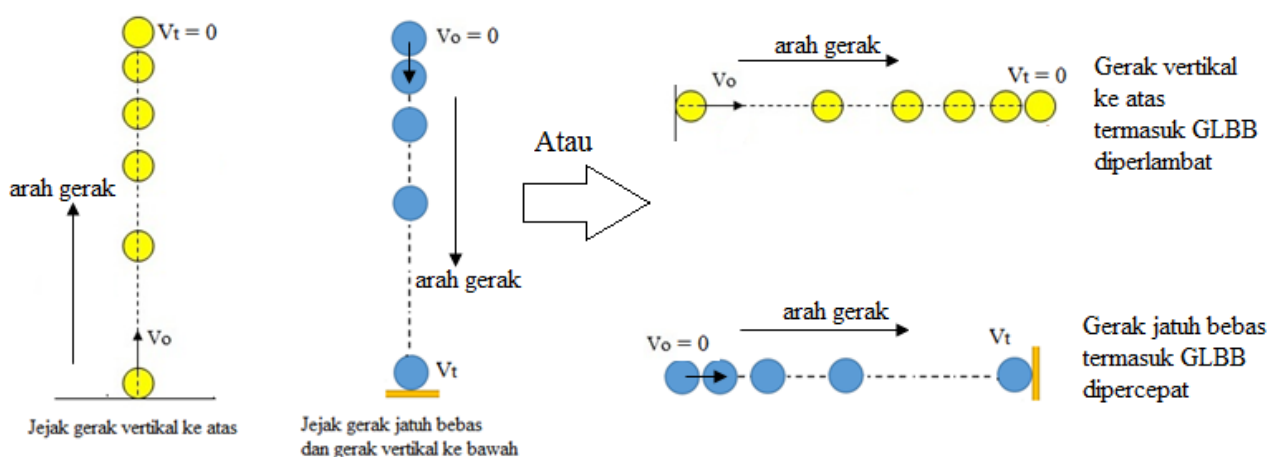 Vt = 0
arah gerak
Vo
Jejak gerak vertikal ke atas
Vo = 0
arah gerak
Vt
Jejak gerak jatuh bebas
dan gerak vertikal ke bawah
Atau
arah gerak
Vo
Vt = 0
Gerak vertikal
ke atas
termasuk GLBB
diperlambat
arah gerak
Vo = 0
Vt
Gerak jatuh bebas
termasuk GLBB
dipercepat